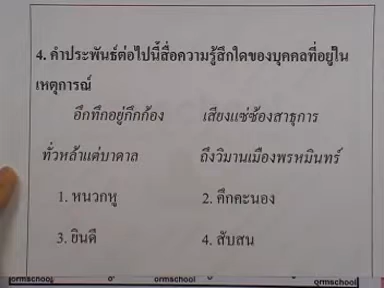 4. คำประพันธ์ต่อไปนี้สื่อความรู้สึกใดของบุคคลที่อยู่ใน
เหตุการณ์
อึกทึกอยู่กึกก้อง เสียงแซ่ซ้องสาธุการ
ทั่วหล้าแต่บาดาล ถึงวิมานเมืองพรหมินทร์
1. หนวกหู 2. คึกคะนอง
3. ยินดี 4. สับสน
ormschool ormschool ormschool